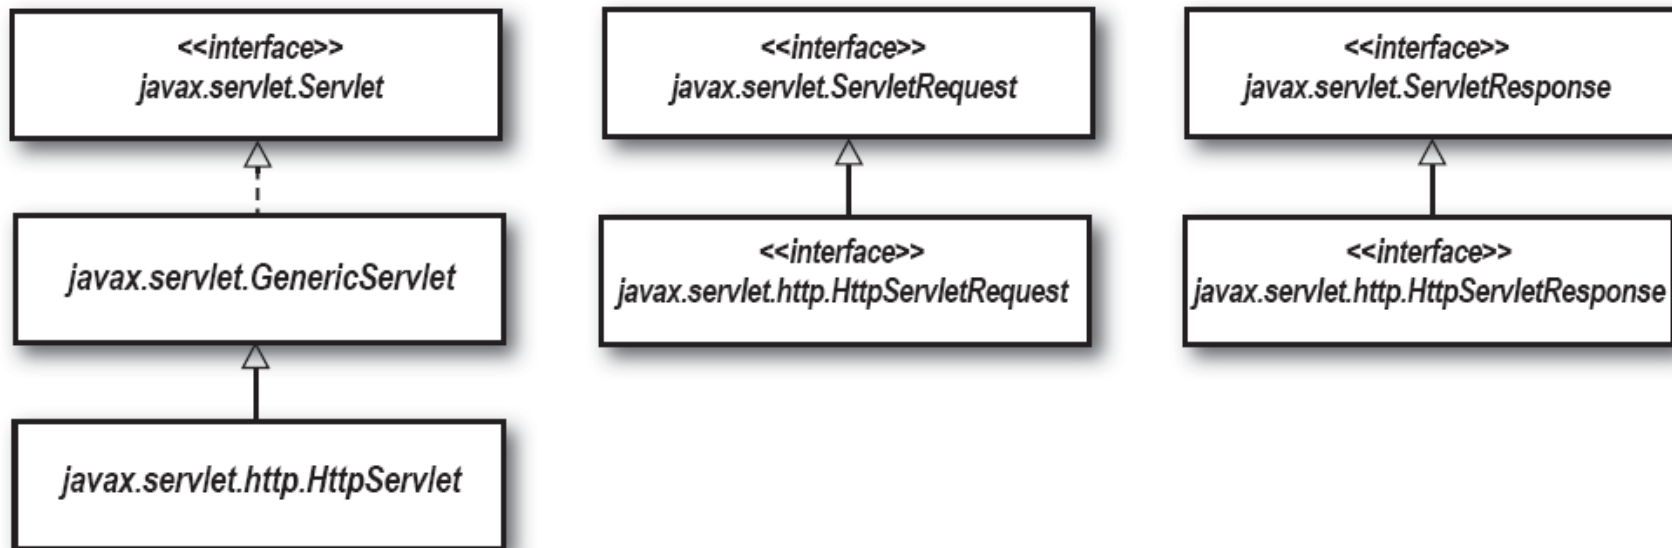 <<interface>>
javax.servlet.Servlet
<<interface>>
javax.servlet.ServletRequest
<<interface>>
javax.servlet.ServletResponse
javax.servlet.GenericServlet
<<interface>>
javax.servlet.http.HttpServletRequest
<<interface>>
javax.servlet.http.HttpServletResponse
javax.servlet.http.HttpServlet